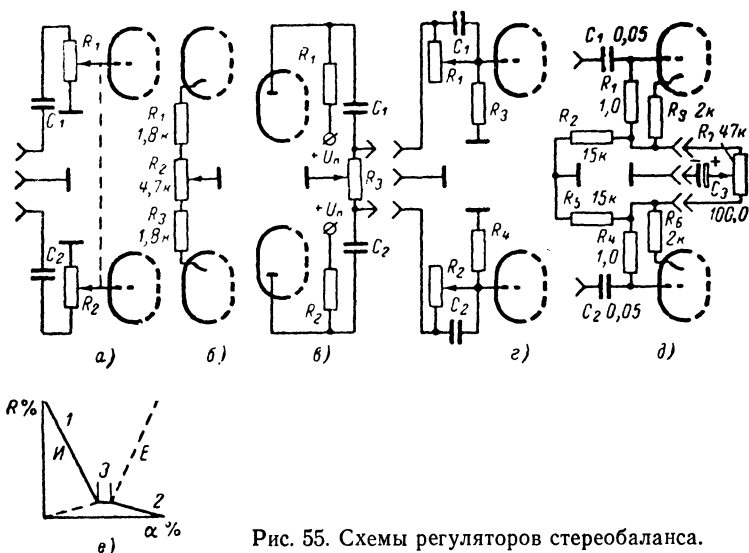 R₁
C₁
C₂
R₂
а)
R₁
1,8к
R₂
4,7к
R₃
1,8к
б)
R₁
+Uп
C₁
R₃
+Uп
C₂
R₂
в)
C₁
R₁
R₃
R₄
R₂
C₂
г)
C₁ 0,05
R₁
1,0
R₃ 2к
R₂
15к
R₇ 47к
- +
C₃
100,0
R₅ 15к
R₄
1,0
R₆
2к
C₂ 0,05
д)
R%
1
И
3
Е
2
α%
е)
Рис. 55. Схемы регуляторов стереобаланса.